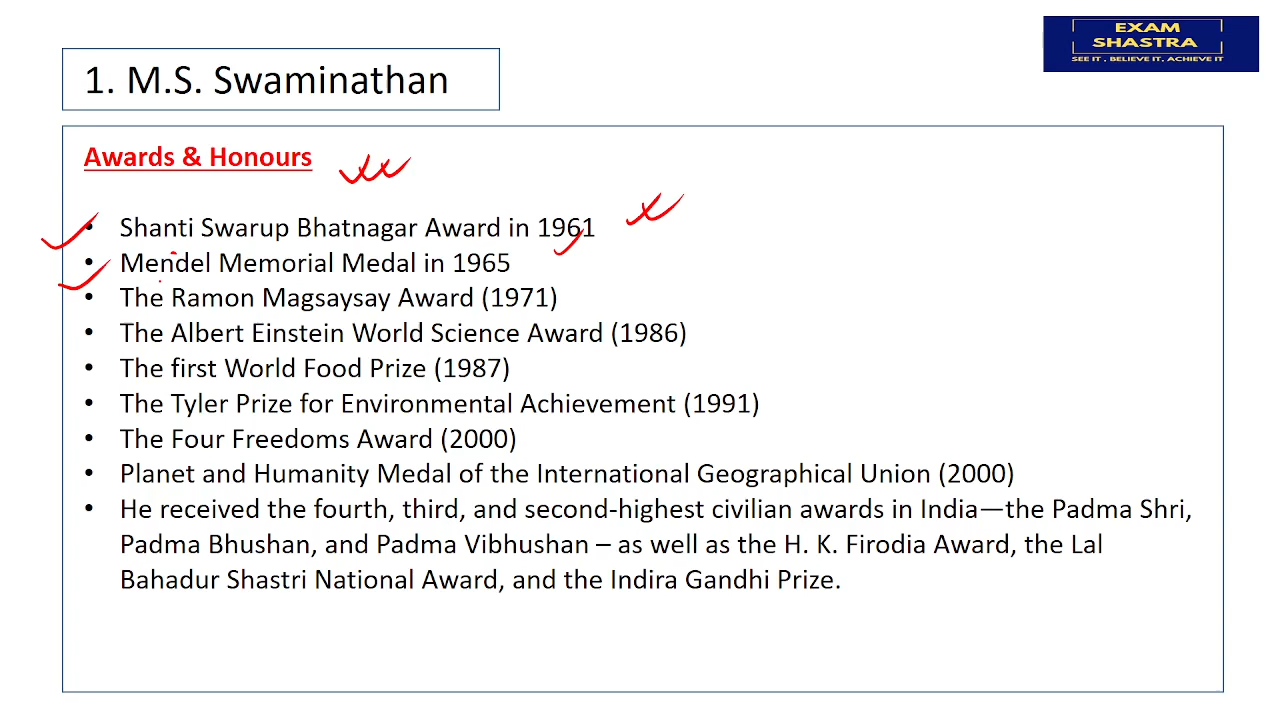 EXAM
SHASTRA
SEE IT , BELIEVE IT, ACHIEVE IT
1. M.S. Swaminathan
Awards & Honours
• Shanti Swarup Bhatnagar Award in 1961
• Mendel Memorial Medal in 1965
• The Ramon Magsaysay Award (1971)
• The Albert Einstein World Science Award (1986)
• The first World Food Prize (1987)
• The Tyler Prize for Environmental Achievement (1991)
• The Four Freedoms Award (2000)
• Planet and Humanity Medal of the International Geographical Union (2000)
• He received the fourth, third, and second-highest civilian awards in India—the Padma Shri,
Padma Bhushan, and Padma Vibhushan – as well as the H. K. Firodia Award, the Lal
Bahadur Shastri National Award, and the Indira Gandhi Prize.